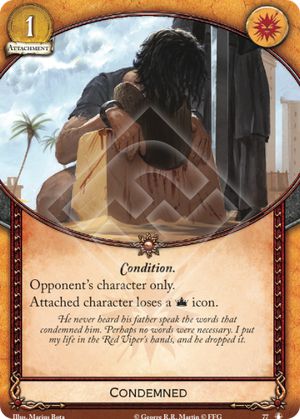 1
ATTACHMENT
Condition.
Opponent's character only.
Attached character loses a icon.
He never heard his father speak the words that
condemned him. Perhaps no words were necessary. I put
my life in the Red Viper's hands, and he dropped it.
CONDEMNED
Illus. Marius Bota © George R.R. Martin © FFG 77